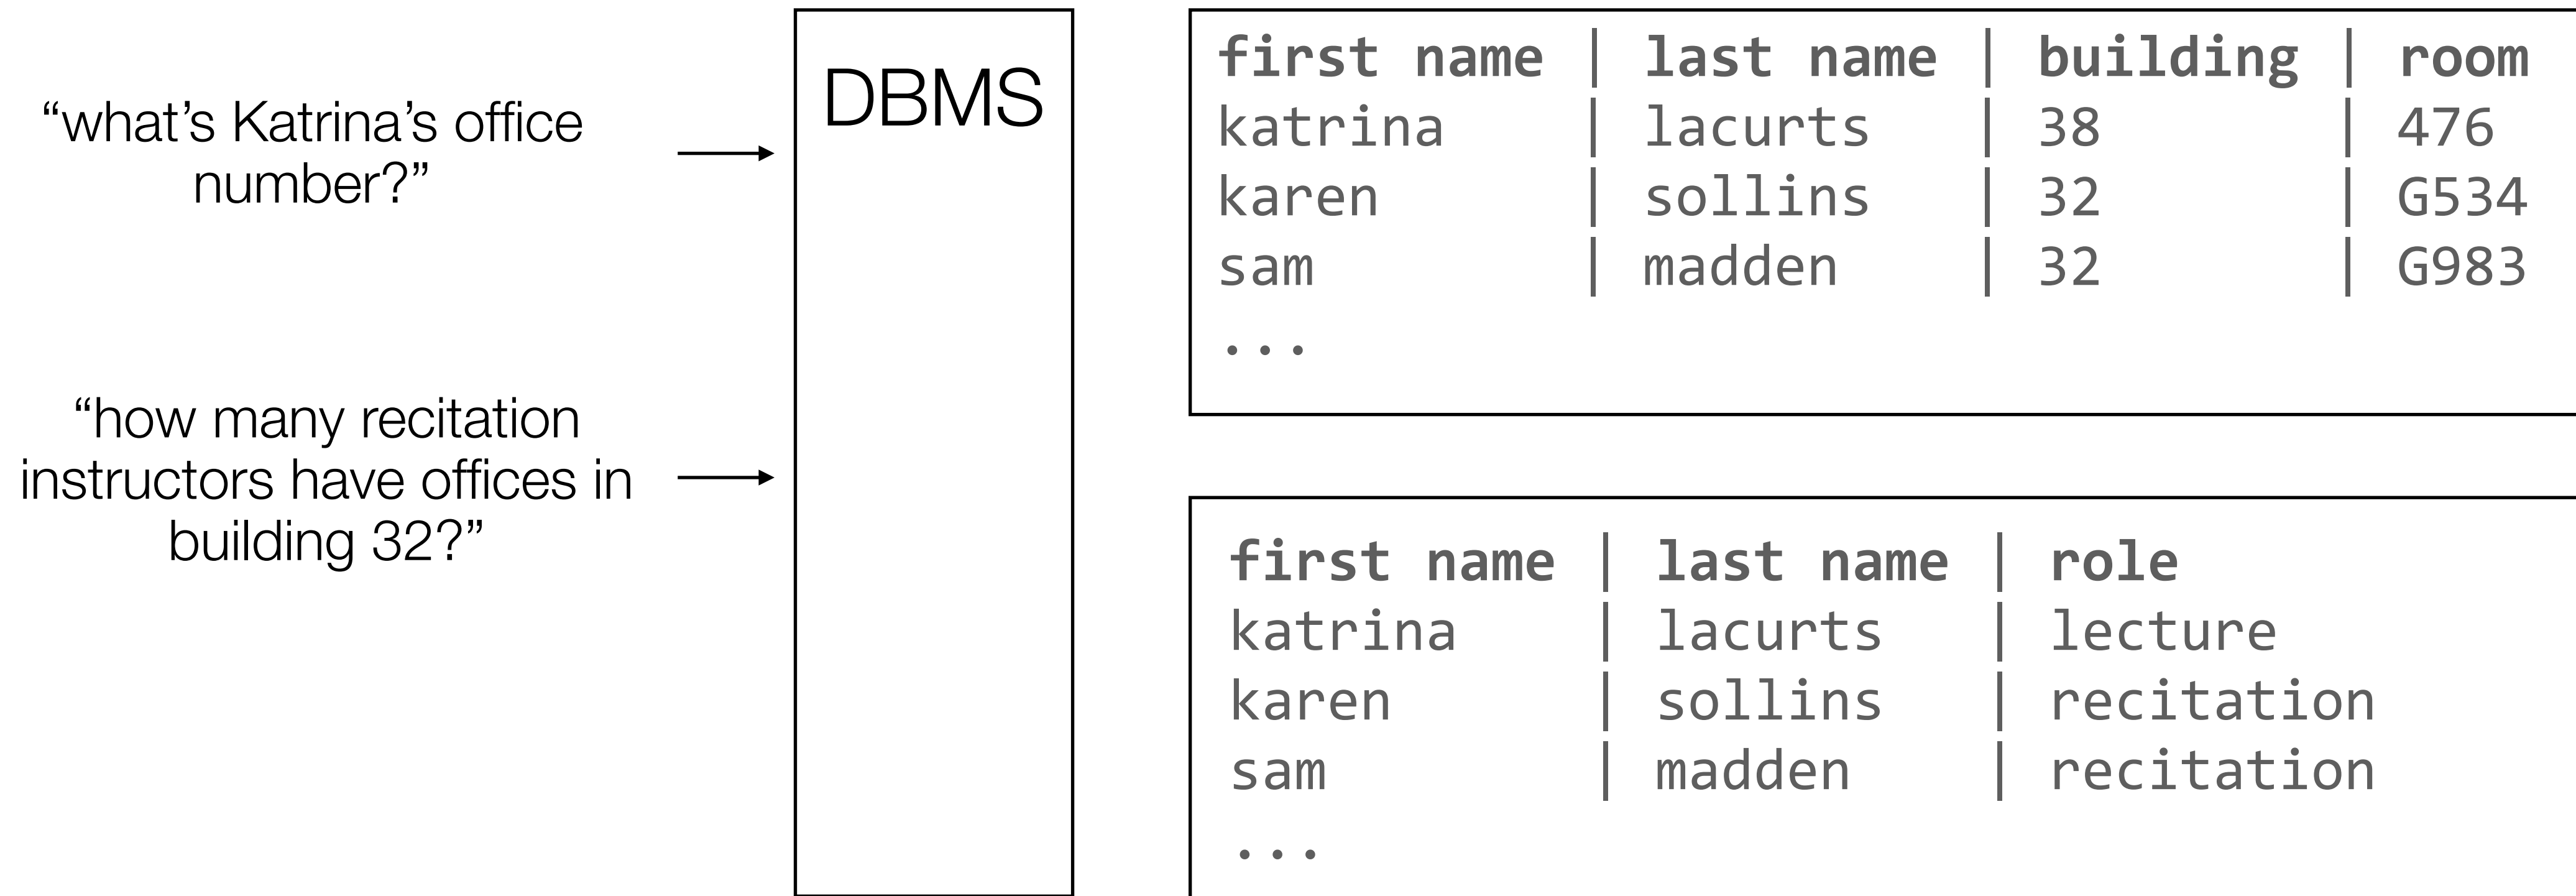 “what’s Katrina’s office
number?”
“how many recitation
instructors have offices in
building 32?”
DBMS
first name | last name | building | room
katrina | lacurts | 38 | 476
karen | sollins | 32 | G534
sam | madden | 32 | G983
...
first name | last name | role
katrina | lacurts | lecture
karen | sollins | recitation
sam | madden | recitation
...